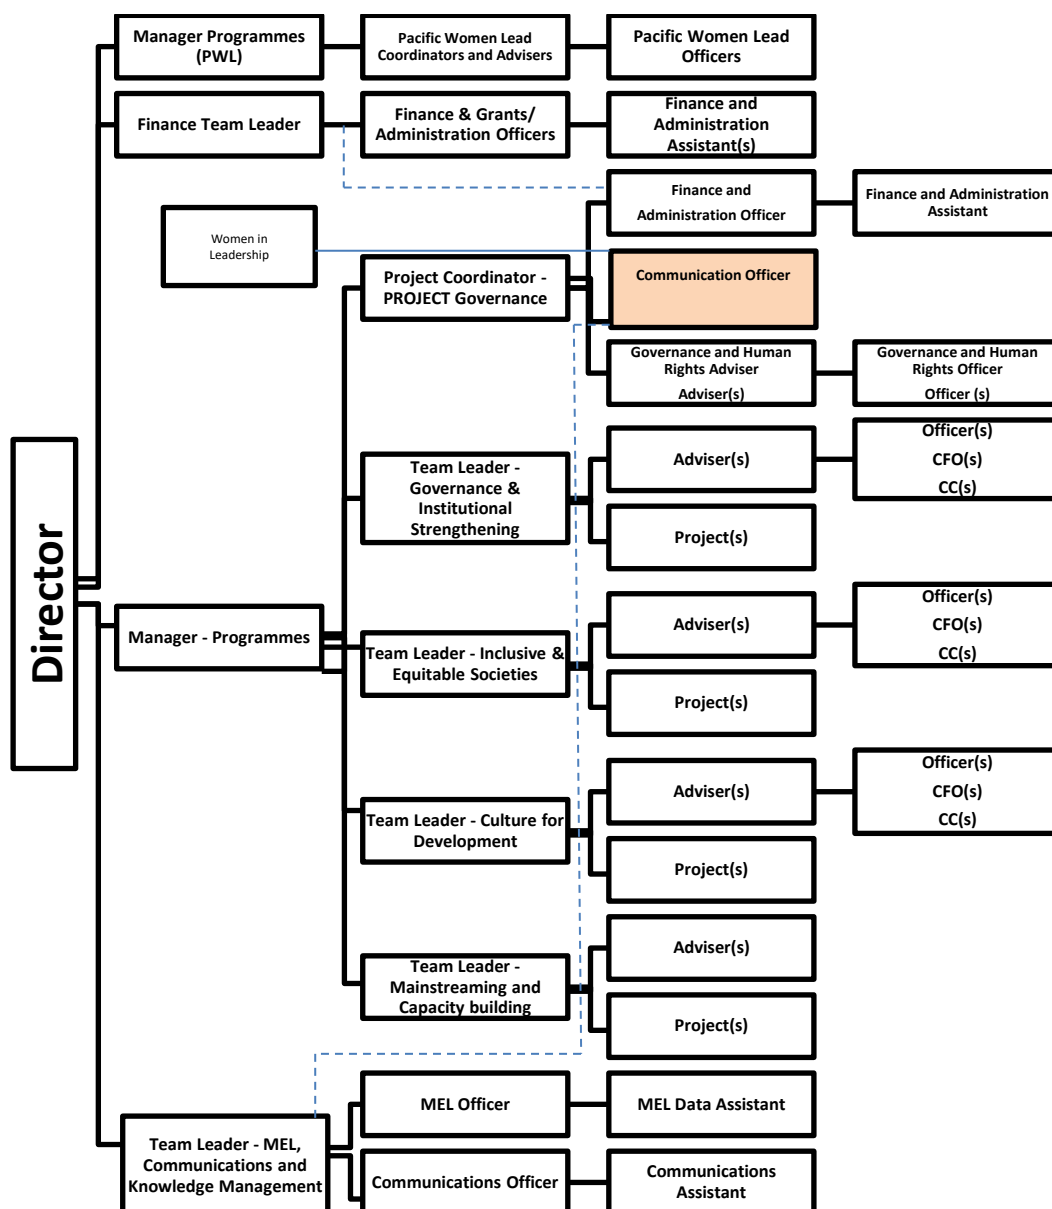 Manager Programmes
(PWL)
Pacific Women Lead
Coordinators and Advisers
Pacific Women Lead
Officers
Finance Team Leader
Finance & Grants/
Administration Officers
Finance and
Administration
Assistant(s)
Finance and
Administration Officer
Finance and Administration
Assistant
Women in
Leadership
Project Coordinator -
PROJECT Governance
Communication Officer
Governance and Human
Rights Adviser
Adviser(s)
Governance and Human
Rights Officer
Officer (s)
Director
Team Leader -
Governance &
Institutional
Strengthening
Adviser(s)
Officer(s)
CFO(s)
CC(s)
Project(s)
Manager - Programmes
Team Leader - Inclusive &
Equitable Societies
Adviser(s)
Officer(s)
CFO(s)
CC(s)
Project(s)
Team Leader - Culture for
Development
Adviser(s)
Officer(s)
CFO(s)
CC(s)
Project(s)
Team Leader -
Mainstreaming and
Capacity building
Adviser(s)
Project(s)
Team Leader - MEL,
Communications and
Knowledge Management
MEL Officer
MEL Data Assistant
Communications Officer
Communications
Assistant